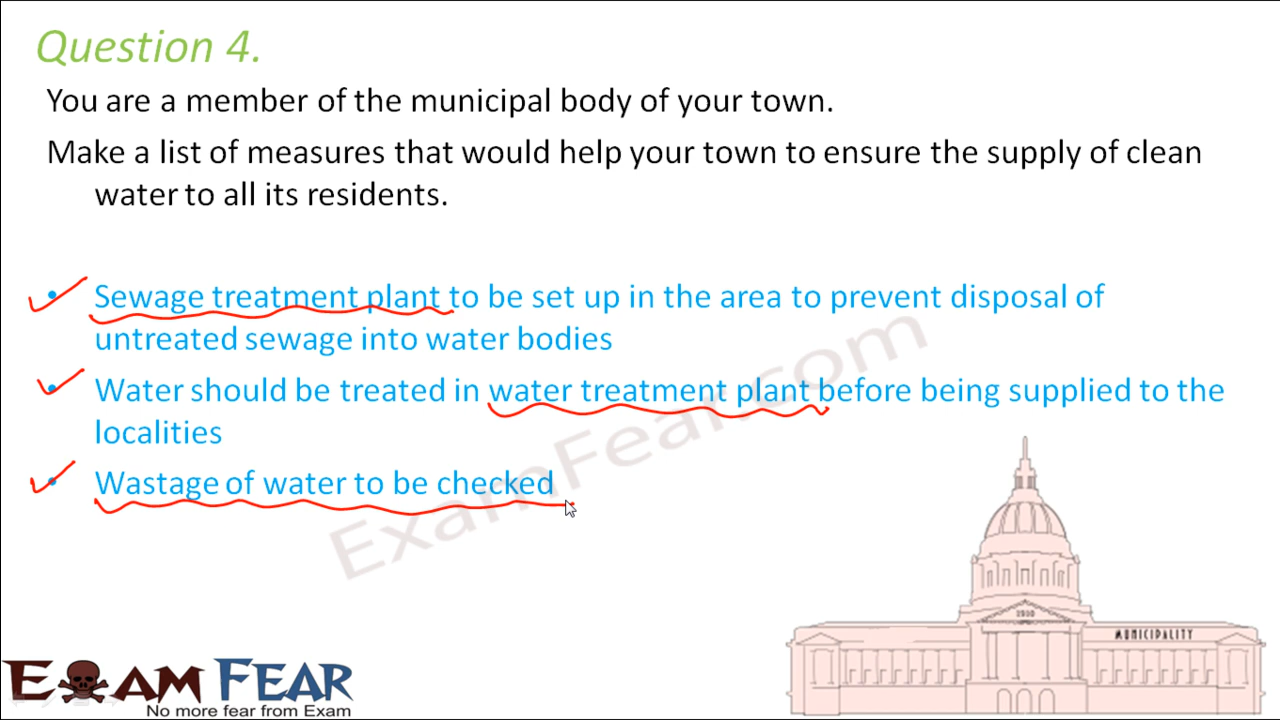 Question 4.
You are a member of the municipal body of your town.
Make a list of measures that would help your town to ensure the supply of clean
water to all its residents.
• Sewage treatment plant to be set up in the area to prevent disposal of
untreated sewage into water bodies
• Water should be treated in water treatment plant before being supplied to the
localities
• Wastage of water to be checked
ExamFear.com
1910
MUNICIPALITY
EXAM FEAR
No more fear from Exam